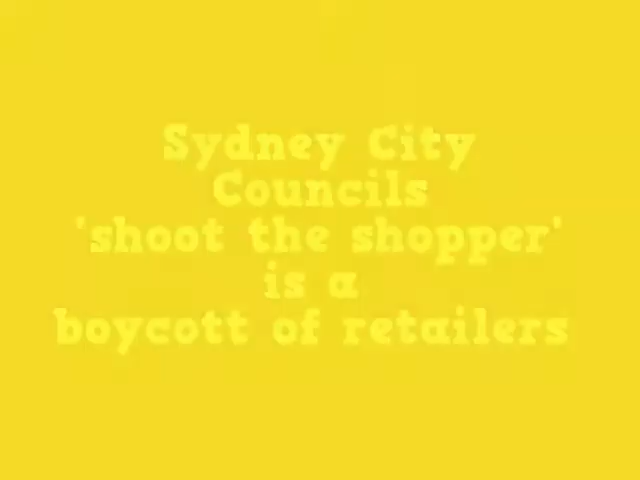 Sydney City
Councils
'shoot the shopper'
is a
boycott of retailers